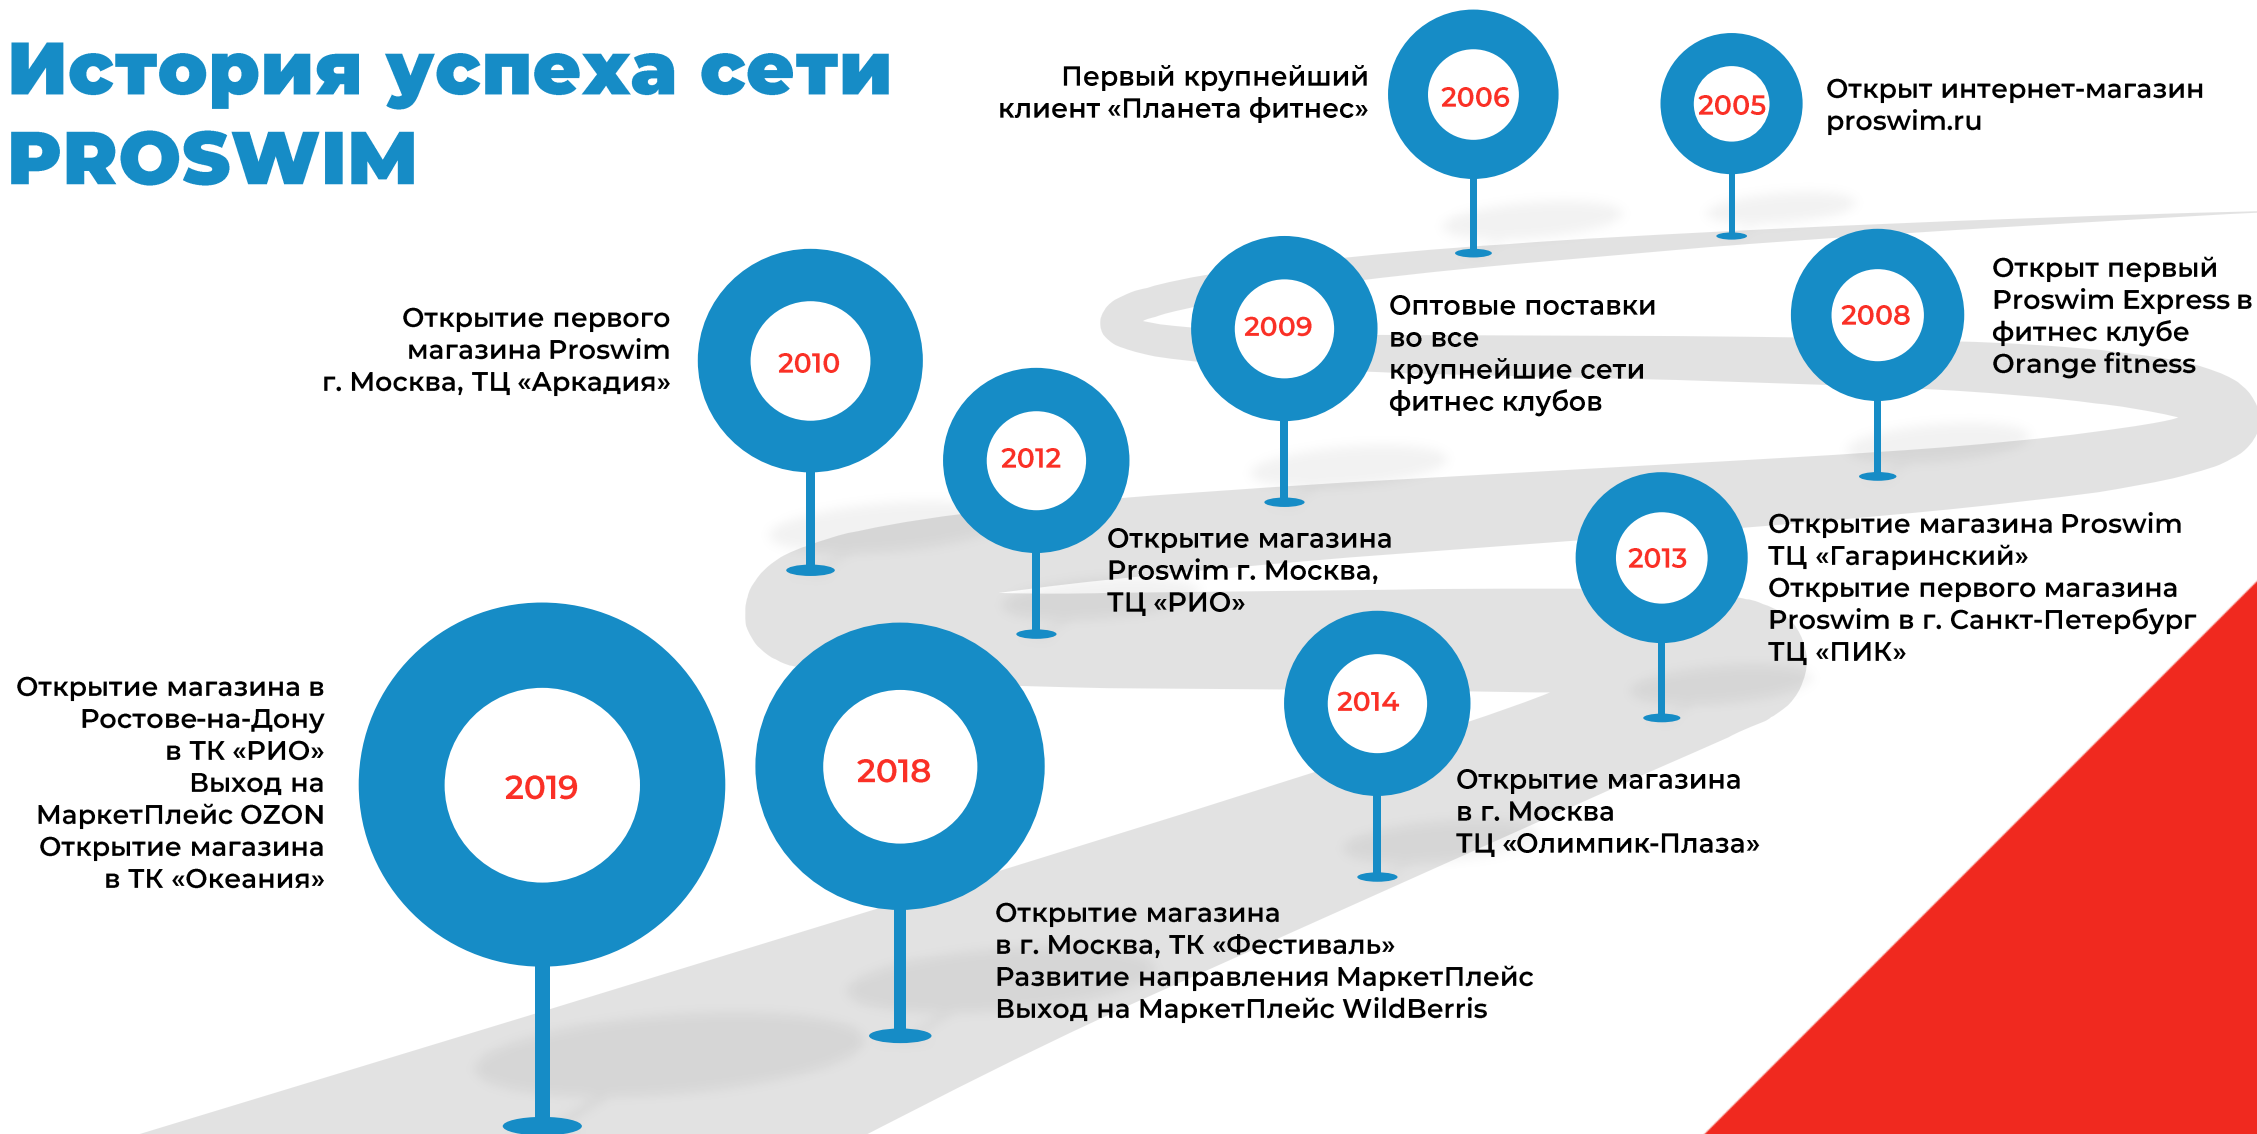 История успеха сети
PROSWIM
2005
Открыт интернет-магазин
proswim.ru
2006
Первый крупнейший
клиент «Планета фитнес»
2008
Открыт первый
Proswim Express в
фитнес клубе
Orange fitness
2009
Оптовые поставки
во все
крупнейшие сети
фитнес клубов
2010
Открытие первого
магазина Proswim
г. Москва, ТЦ «Аркадия»
2012
Открытие магазина
Proswim г. Москва,
ТЦ «РИО»
2013
Открытие магазина Proswim
ТЦ «Гагаринский»
Открытие первого магазина
Proswim в г. Санкт-Петербург
ТЦ «ПИК»
2014
Открытие магазина
в г. Москва
ТЦ «Олимпик-Плаза»
2018
Открытие магазина
в г. Москва, ТК «Фестиваль»
Развитие направления МаркетПлейс
Выход на МаркетПлейс WildBerris
2019
Открытие магазина в
Ростове-на-Дону
в ТК «РИО»
Выход на
МаркетПлейс OZON
Открытие магазина
в ТК «Океания»